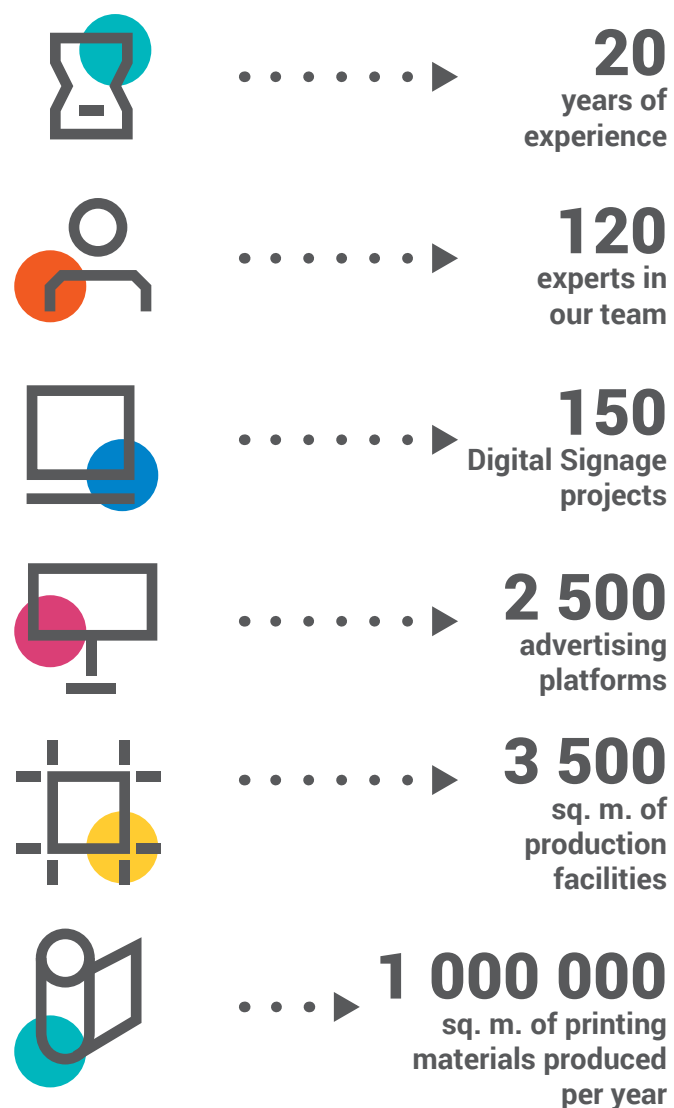 20
years of
experience
120
experts in
our team
150
Digital Signage
projects
2 500
advertising
platforms
3 500
sq. m. of
production
facilities
1 000 000
sq. m. of printing
materials produced
per year